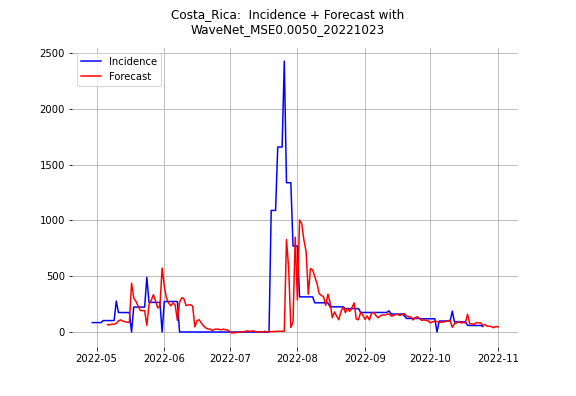 Costa_Rica:  Incidence + Forecast with
WaveNet_MSE0.0050_20221023
Incidence
Forecast
2500
2000
1500
1000
500
0
2022-05 2022-06 2022-07 2022-08 2022-09 2022-10 2022-11